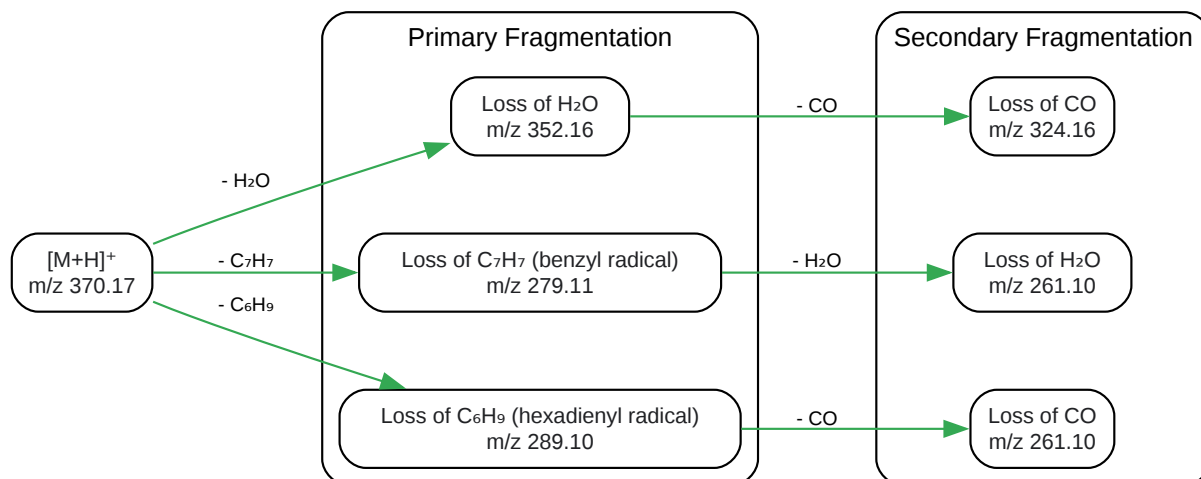 Primary Fragmentation
Secondary Fragmentation
Loss of H₂O
m/z 352.16
- CO
Loss of CO
m/z 324.16
- H₂O
[M+H]⁺
m/z 370.17
- C₇H₇
Loss of C₇H₇ (benzyl radical)
m/z 279.11
- H₂O
Loss of H₂O
m/z 261.10
- C₆H₉
Loss of C₆H₉ (hexadienyl radical)
m/z 289.10
- CO
Loss of CO
m/z 261.10